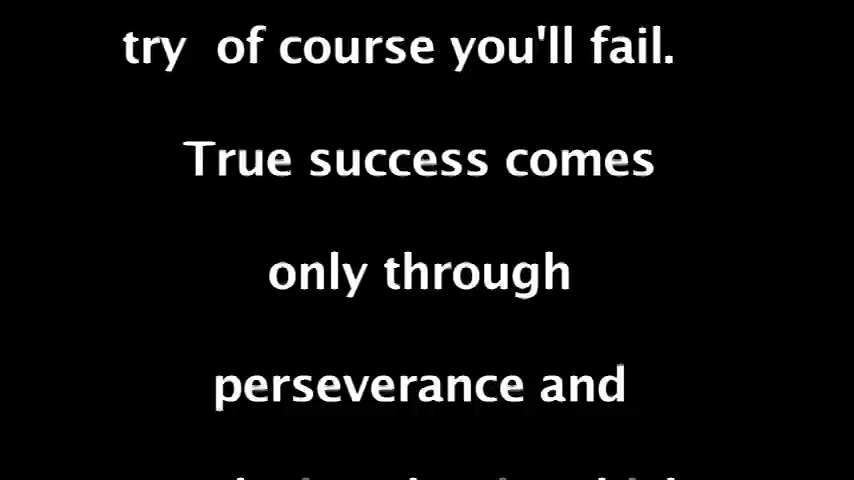 try  of course you'll fail.
True success comes
only through
perseverance and